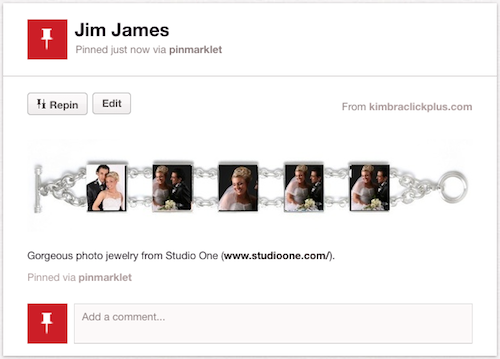 Jim James
Pinned just now via pinmarklet
Repin Edit
From kimbraclickplus.com
Gorgeous photo jewelry from Studio One (www.studioone.com/).
Pinned via pinmarklet
Add a comment...